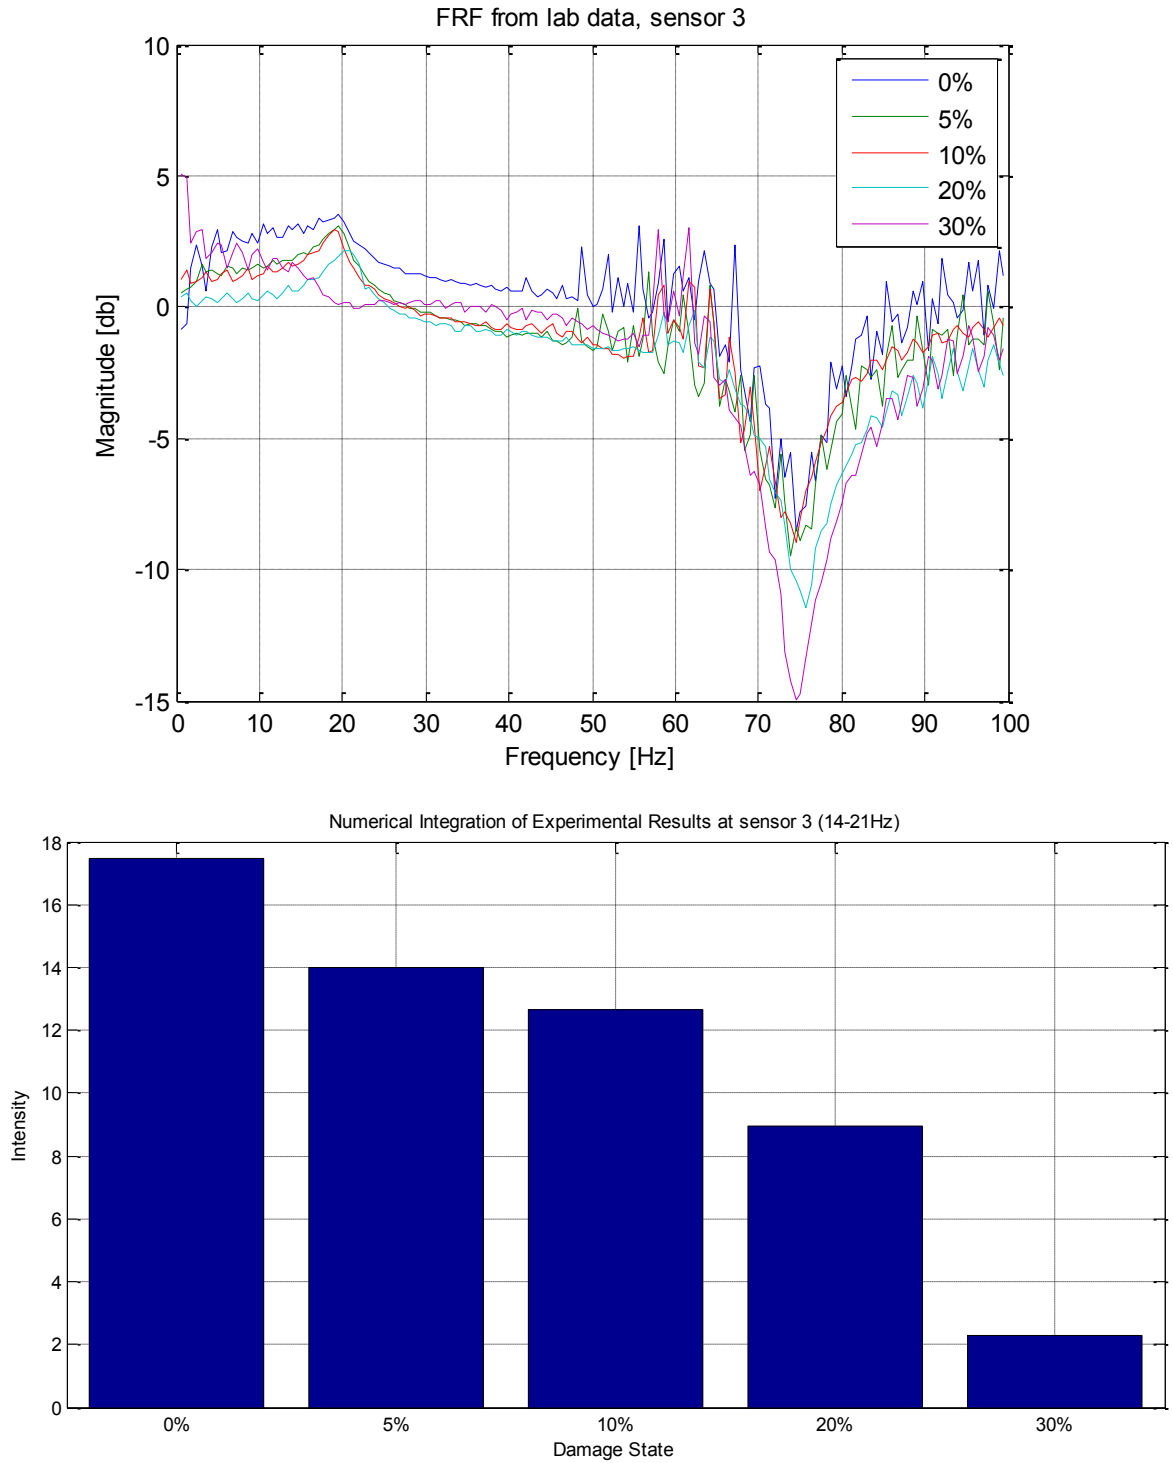 FRF from lab data, sensor 3
10
5
0
-5
-10
-15
Magnitude [db]
0%
5%
10%
20%
30%
0 10 20 30 40 50 60 70 80 90 100
Frequency [Hz]
Numerical Integration of Experimental Results at sensor 3 (14-21Hz)
18
16
14
12
10
8
6
4
2
0
Intensity
0% 5% 10% 20% 30%
Damage State